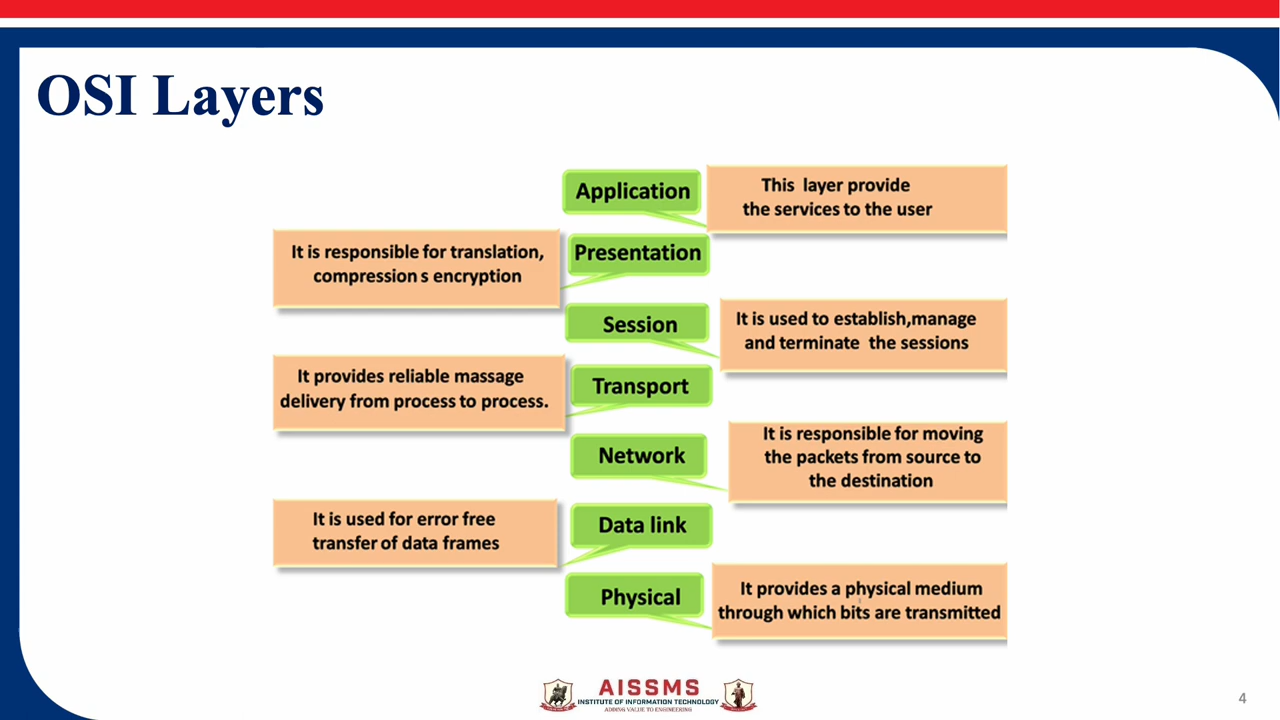 OSI Layers
Application
This layer provide
the services to the user
Presentation
It is responsible for translation,
compression s encryption
Session
It is used to establish,manage
and terminate the sessions
Transport
It provides reliable massage
delivery from process to process.
Network
It is responsible for moving
the packets from source to
the destination
Data link
It is used for error free
transfer of data frames
Physical
It provides a physical medium
through which bits are transmitted
AISSMS
INSTITUTE OF INFORMATION TECHNOLOGY
ADDING VALUE TO ENGINEERING
4